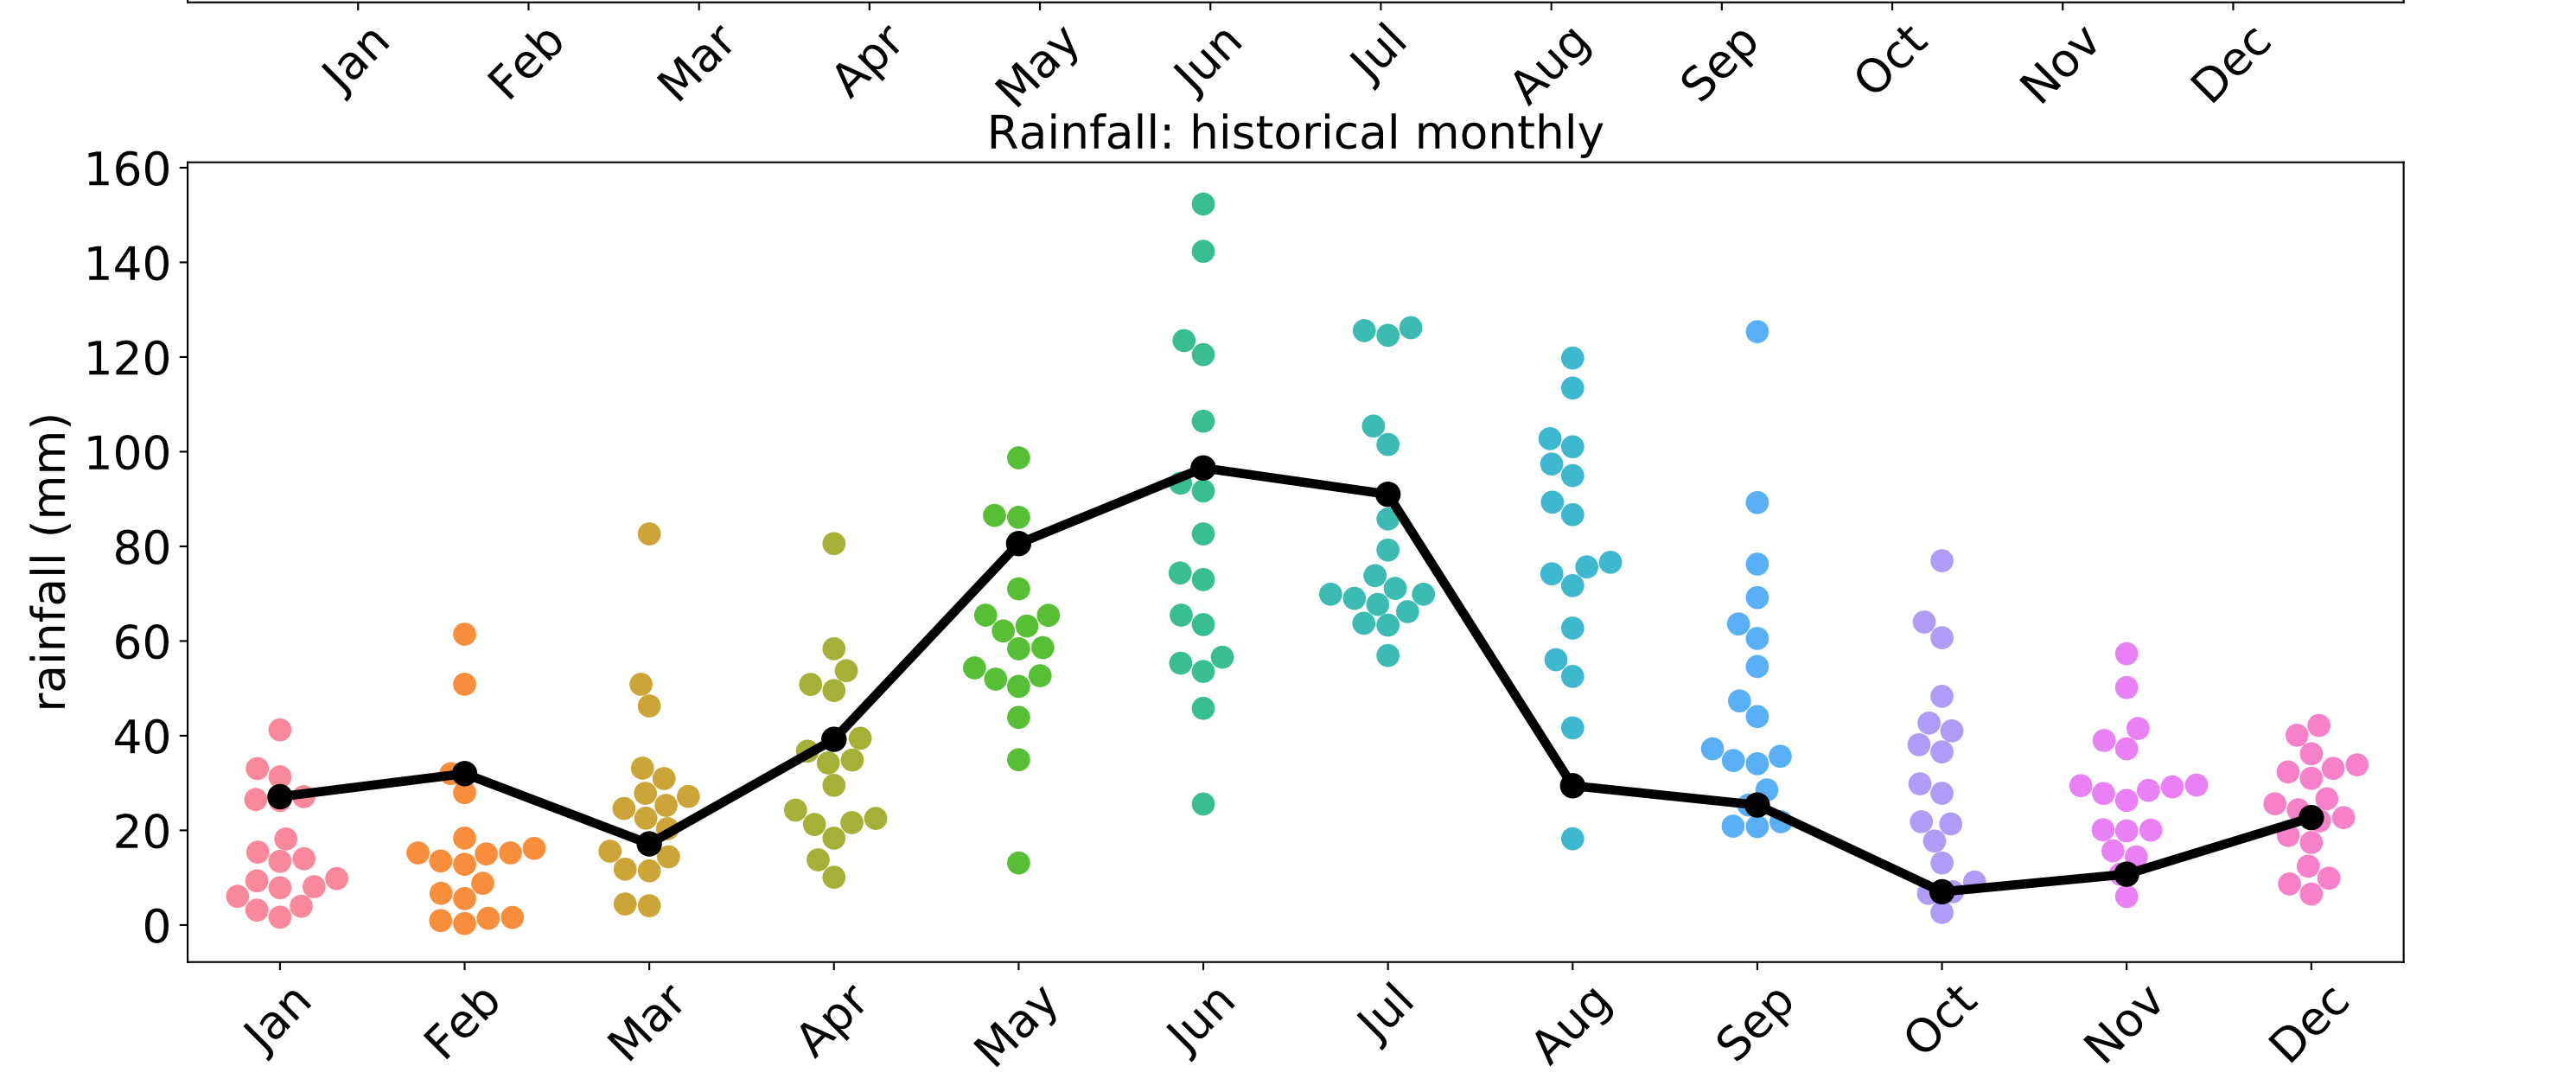 Jan Feb Mar Apr May Jun Jul Aug Sep Oct Nov Dec
Rainfall: historical monthly
160
140
120
100
80
60
40
20
0
rainfall (mm)
Jan Feb Mar Apr May Jun Jul Aug Sep Oct Nov Dec